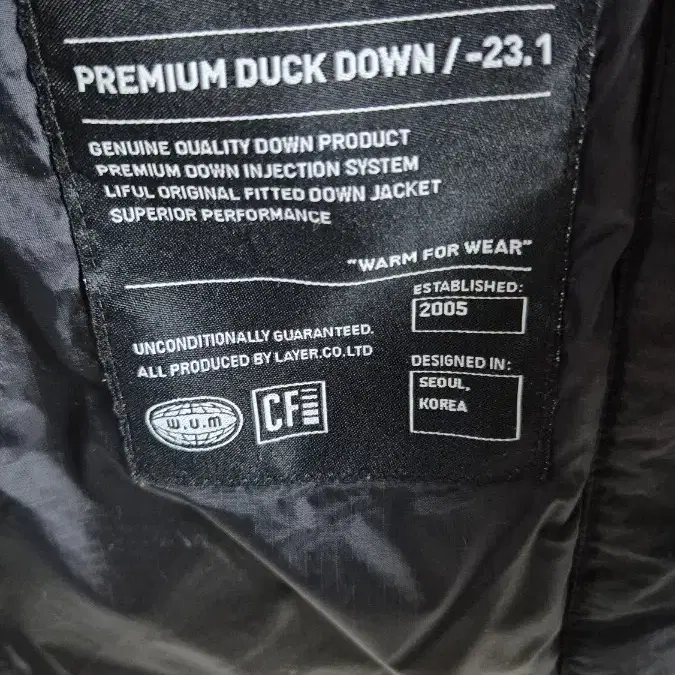 PREMIUM DUCK DOWN / -23.1
GENUINE QUALITY DOWN PRODUCT
PREMIUM DOWN INJECTION SYSTEM
LIFUL ORIGINAL FITTED DOWN JACKET
SUPERIOR PERFORMANCE
"WARM FOR WEAR"
UNCONDITIONALLY GUARANTEED.
ALL PRODUCED BY LAYER.CO.LTD
ESTABLISHED:
2005
DESIGNED IN:
SEOUL,
KOREA
W.U.M
CF